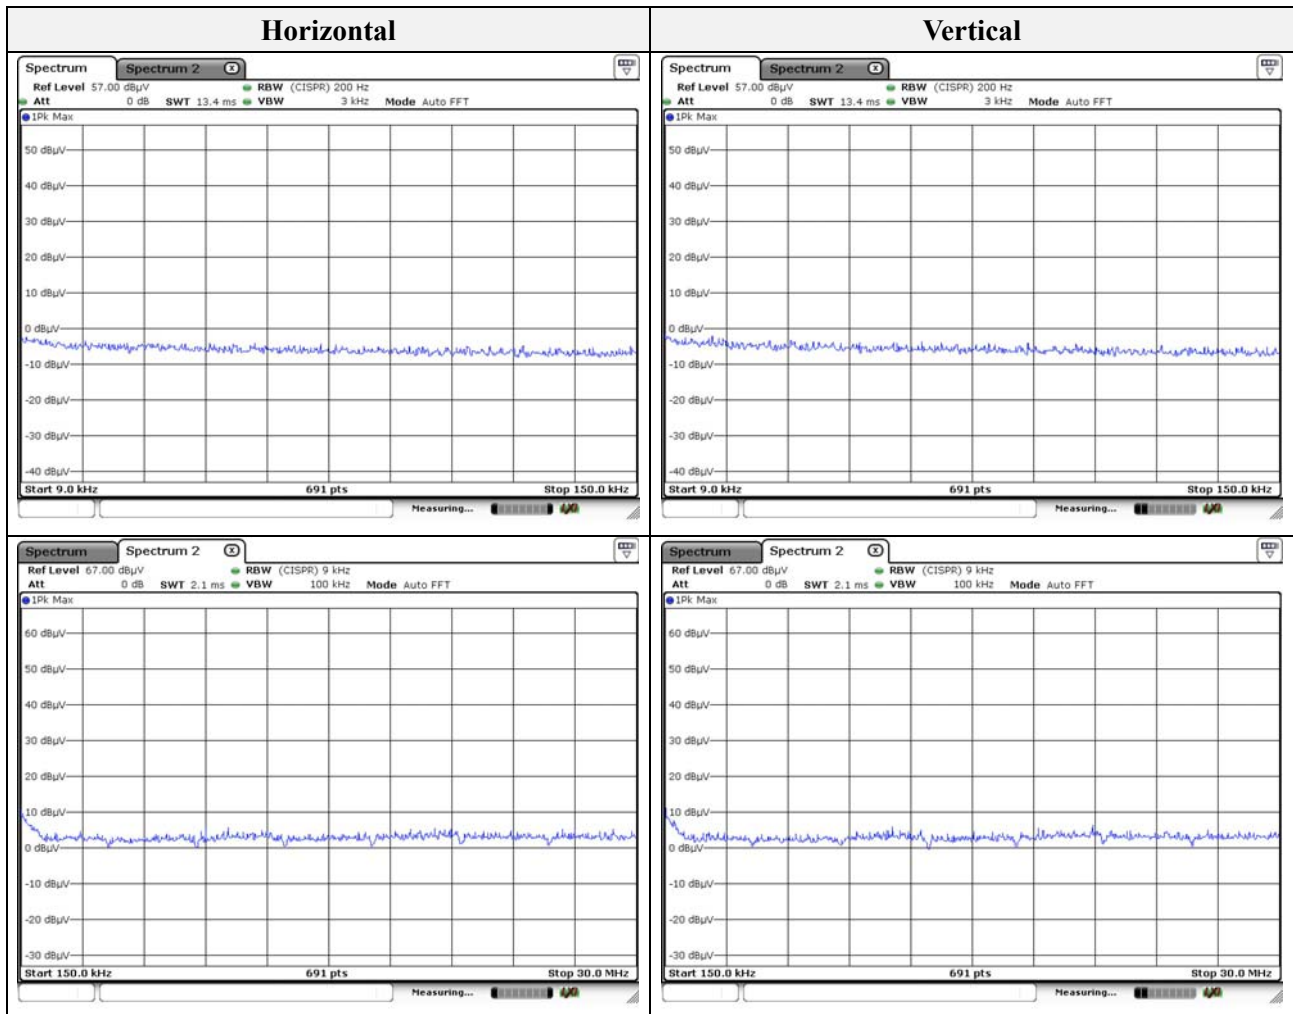 Horizontal
Vertical
Spectrum Spectrum 2 X
Ref Level 57.00 dBµV RBW (CISPR) 200 Hz
Att 0 dB SWT 13.4 ms VBW 3 kHz Mode Auto FFT
1Pk Max
50 dBµV
40 dBµV
30 dBµV
20 dBµV
10 dBµV
0 dBµV
-10 dBµV
-20 dBµV
-30 dBµV
-40 dBµV
Start 9.0 kHz 691 pts Stop 150.0 kHz
Measuring...
Spectrum Spectrum 2 X
Ref Level 57.00 dBµV RBW (CISPR) 200 Hz
Att 0 dB SWT 13.4 ms VBW 3 kHz Mode Auto FFT
1Pk Max
50 dBµV
40 dBµV
30 dBµV
20 dBµV
10 dBµV
0 dBµV
-10 dBµV
-20 dBµV
-30 dBµV
-40 dBµV
Start 9.0 kHz 691 pts Stop 150.0 kHz
Measuring...
Spectrum Spectrum 2 X
Ref Level 67.00 dBµV RBW (CISPR) 9 kHz
Att 0 dB SWT 2.1 ms VBW 100 kHz Mode Auto FFT
1Pk Max
60 dBµV
50 dBµV
40 dBµV
30 dBµV
20 dBµV
10 dBµV
0 dBµV
-10 dBµV
-20 dBµV
-30 dBµV
Start 150.0 kHz 691 pts Stop 30.0 MHz
Measuring...
Spectrum Spectrum 2 X
Ref Level 67.00 dBµV RBW (CISPR) 9 kHz
Att 0 dB SWT 2.1 ms VBW 100 kHz Mode Auto FFT
1Pk Max
60 dBµV
50 dBµV
40 dBµV
30 dBµV
20 dBµV
10 dBµV
0 dBµV
-10 dBµV
-20 dBµV
-30 dBµV
Start 150.0 kHz 691 pts Stop 30.0 MHz
Measuring...